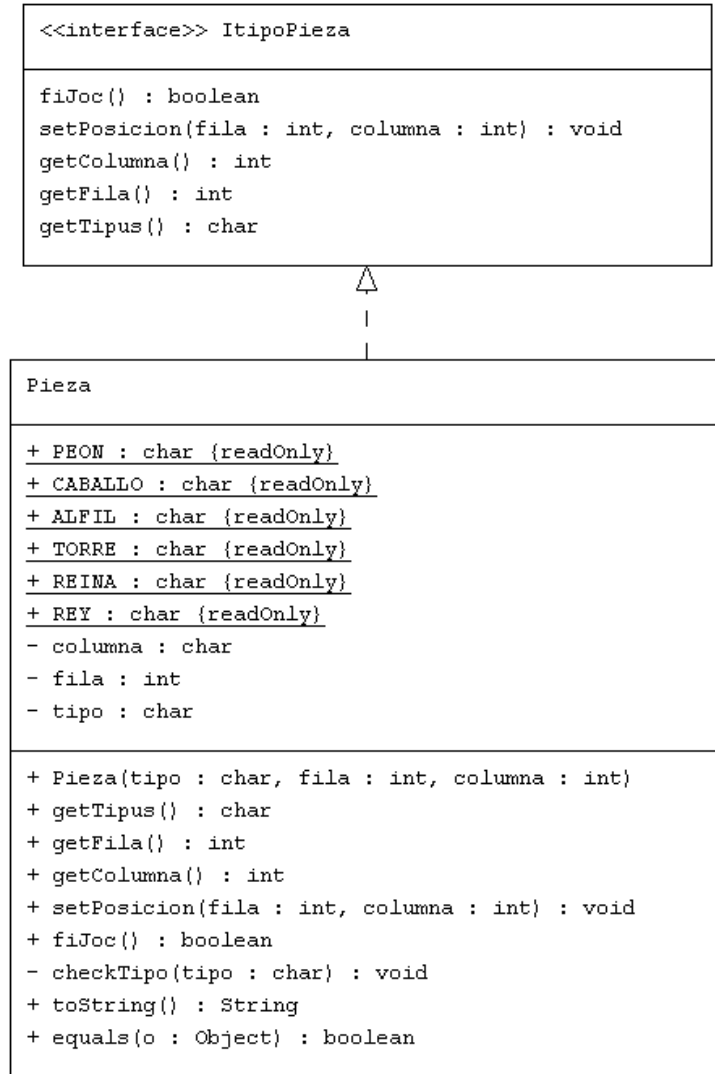 <<interface>> ItipoPieza
fiJoc() : boolean
setPosicion(fila : int, columna : int) : void
getColumna() : int
getFila() : int
getTipus() : char
Pieza
+ PEON : char {readOnly}
+ CABALLO : char {readOnly}
+ ALFIL : char {readOnly}
+ TORRE : char {readOnly}
+ REINA : char {readOnly}
+ REY : char {readOnly}
- columna : char
- fila : int
- tipo : char
+ Pieza(tipo : char, fila : int, columna : int)
+ getTipus() : char
+ getFila() : int
+ getColumna() : int
+ setPosicion(fila : int, columna : int) : void
+ fiJoc() : boolean
- checkTipo(tipo : char) : void
+ toString() : String
+ equals(o : Object) : boolean